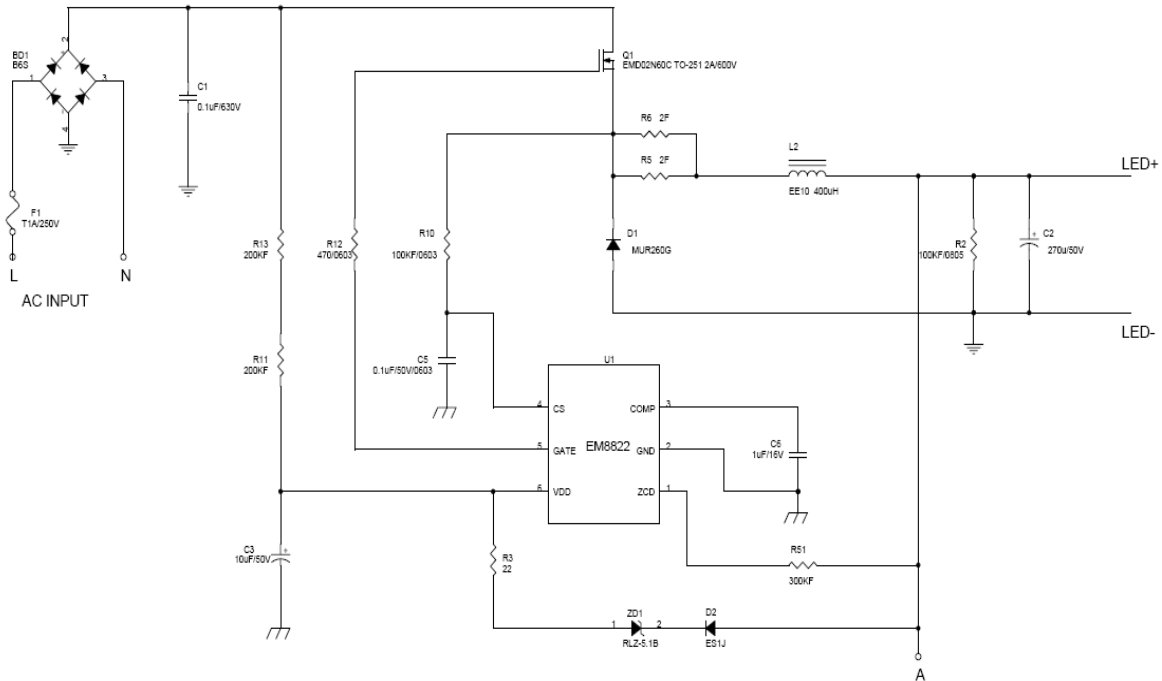 BD1
B6S
2
1
3
4
+
-
C1
0.1uF/630V
Q1
EMD02N60C TO-251 2A/600V
R6 2F
R5 2F
L2
EE10 400uH
LED+
F1
T1A/250V
L
N
AC INPUT
R13
200KF
R12
470/0603
R10
100KF/0603
D1
MUR260G
R2
100KF/0805
+
C2
270u/50V
LED-
R11
200KF
C5
0.1uF/50V/0603
U1
4
CS
COMP
3
5
GATE
EM8822
GND
2
6
VDD
ZCD
1
C6
1uF/16V
C3
10uF/50V
+
R3
22
R51
300KF
ZD1
1
2
RLZ-5.1B
D2
ES1J
A